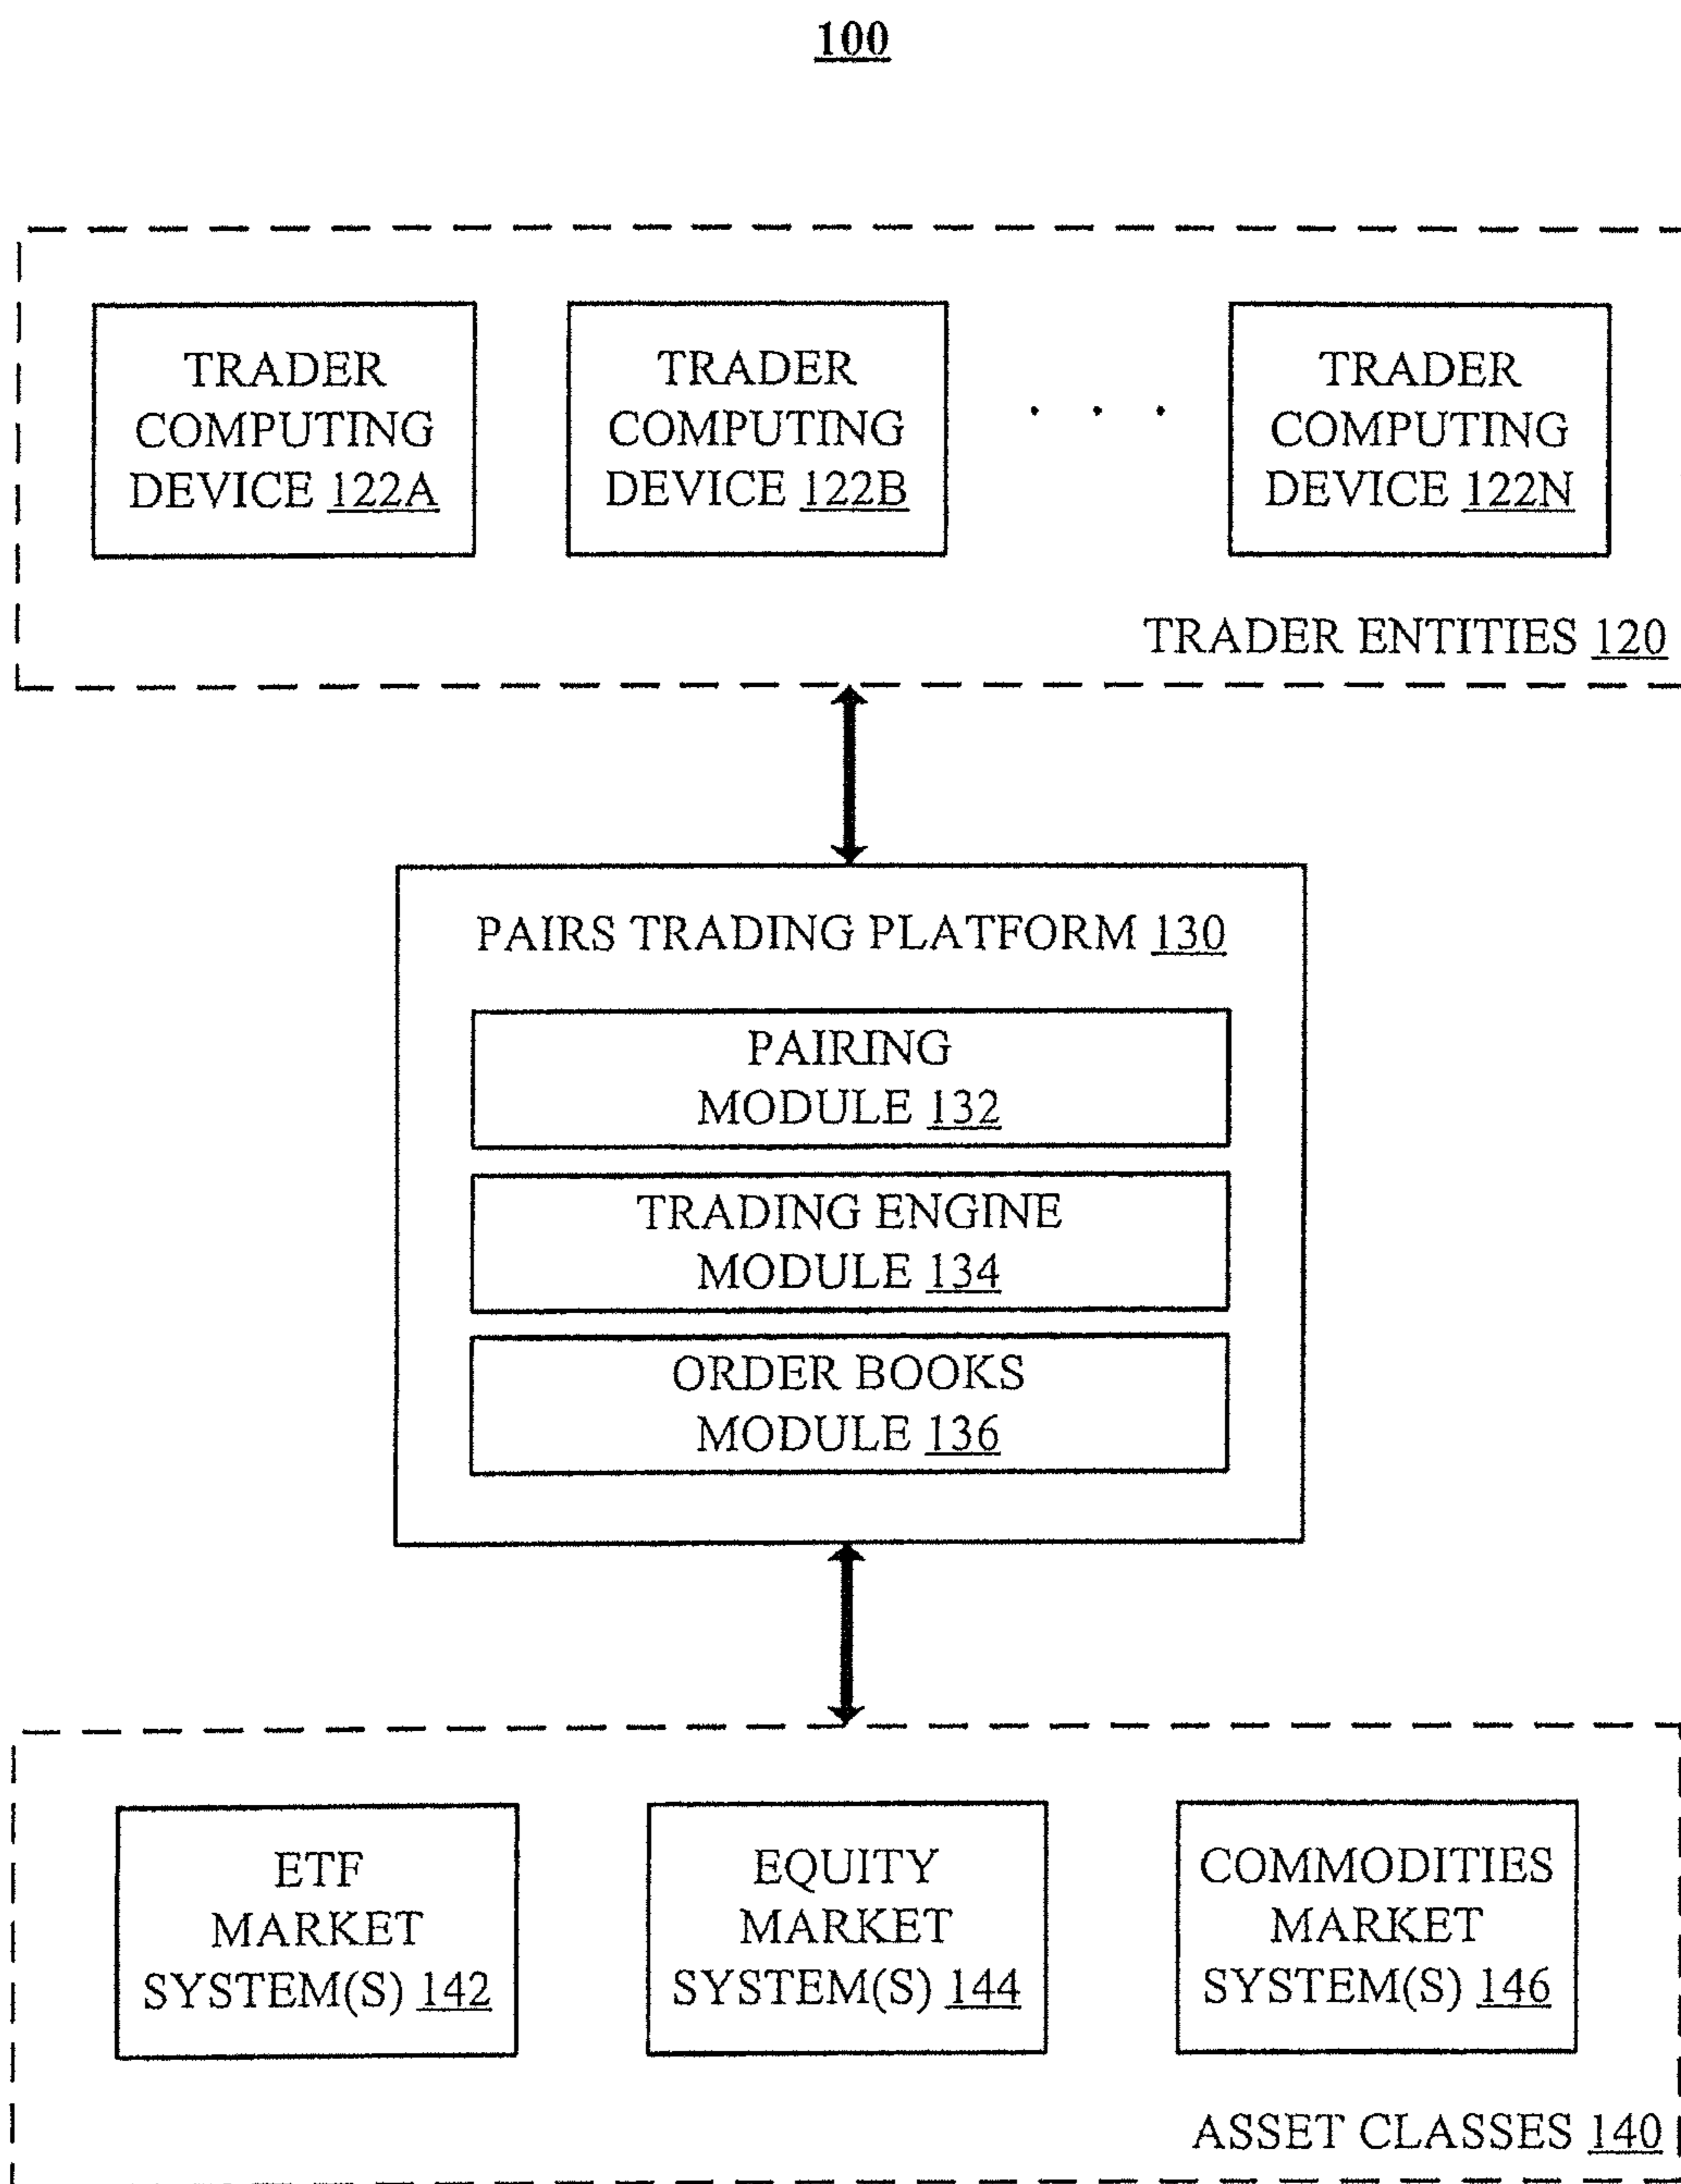 100
TRADER
COMPUTING
DEVICE 122A
TRADER
COMPUTING
DEVICE 122B
. . .
TRADER
COMPUTING
DEVICE 122N
TRADER ENTITIES 120
PAIRS TRADING PLATFORM 130
PAIRING
MODULE 132
TRADING ENGINE
MODULE 134
ORDER BOOKS
MODULE 136
ETF
MARKET
SYSTEM(S) 142
EQUITY
MARKET
SYSTEM(S) 144
COMMODITIES
MARKET
SYSTEM(S) 146
ASSET CLASSES 140